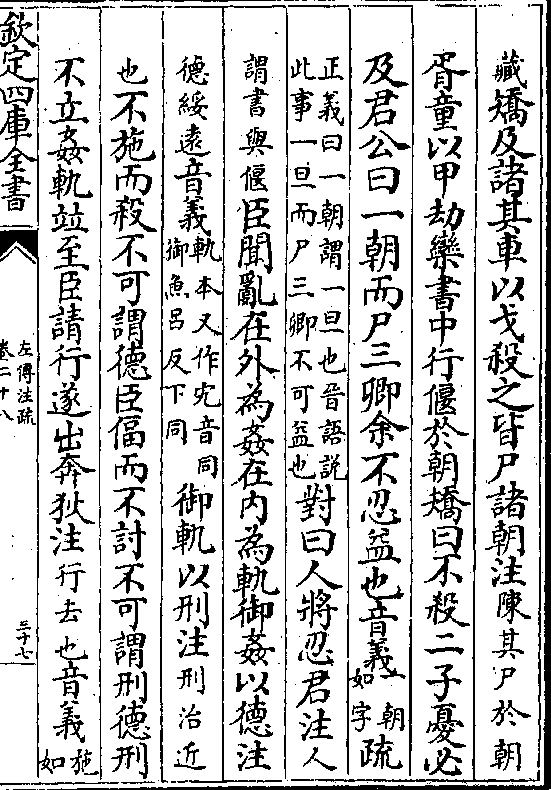 藏矯及諸其車以戈殺之皆尸諸朝注陳其尸於朝
胥童以甲劫欒書中行偃於朝矯曰不殺二子憂必
及君公曰一朝而尸三卿余不忍益也音義一朝如字疏
正義曰一朝謂一旦也晉語説此事一旦而尸三卿不可益也對曰人將忍君注人
謂書與偃臣聞亂在外為姦在内為軌御姦以德注
德綏逺音義軌本又作宄音同御魚呂反下同御軌以刑注刑治近
也不施而殺不可謂德臣偪而不討不可謂刑德刑
不立姦軌竝至臣請行遂出奔狄注行去也音義施如
欽定四庫全書
左傳注疏
卷二十八
三十七